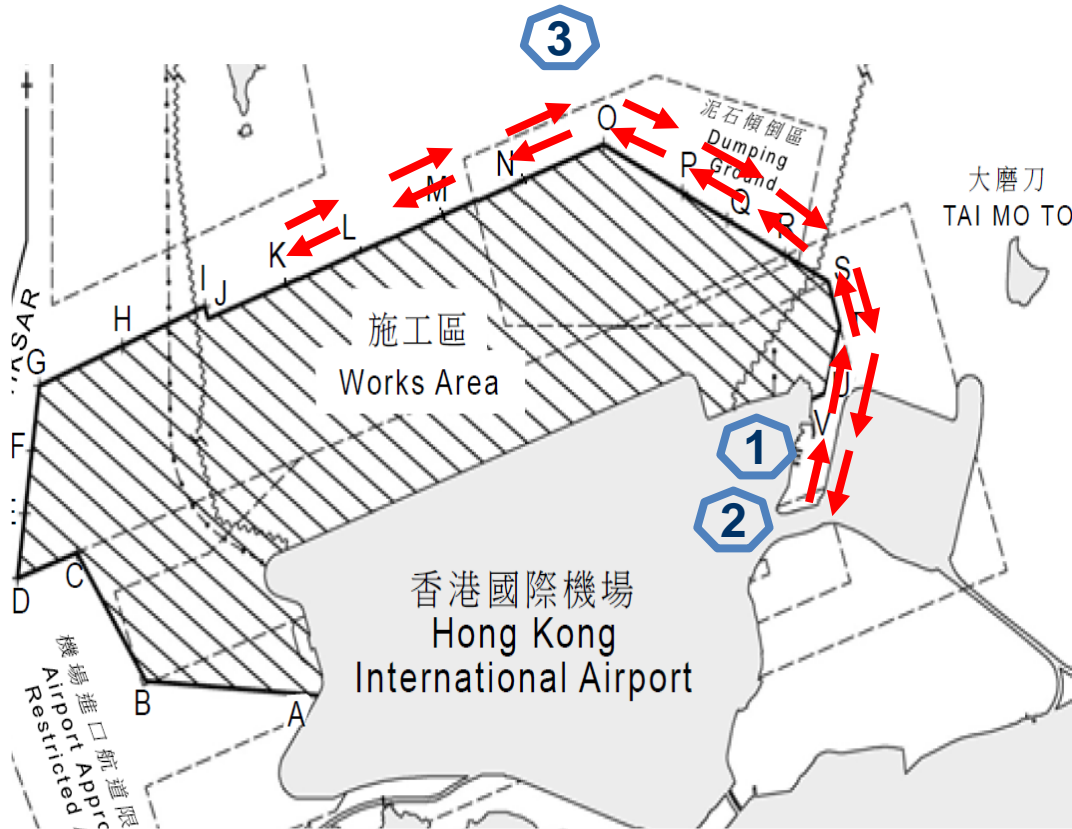 3
泥石傾倒區
Dumping
Ground
大磨刀
TAI MO TO
O
N
P
M
Q
L
R
K
S
I
J
H
G
施工區
Works Area
U
V
1
F
2
C
D
香港國際機場
Hong Kong
International Airport
B
A
機場進口航道限
Airport Appro
Restricted